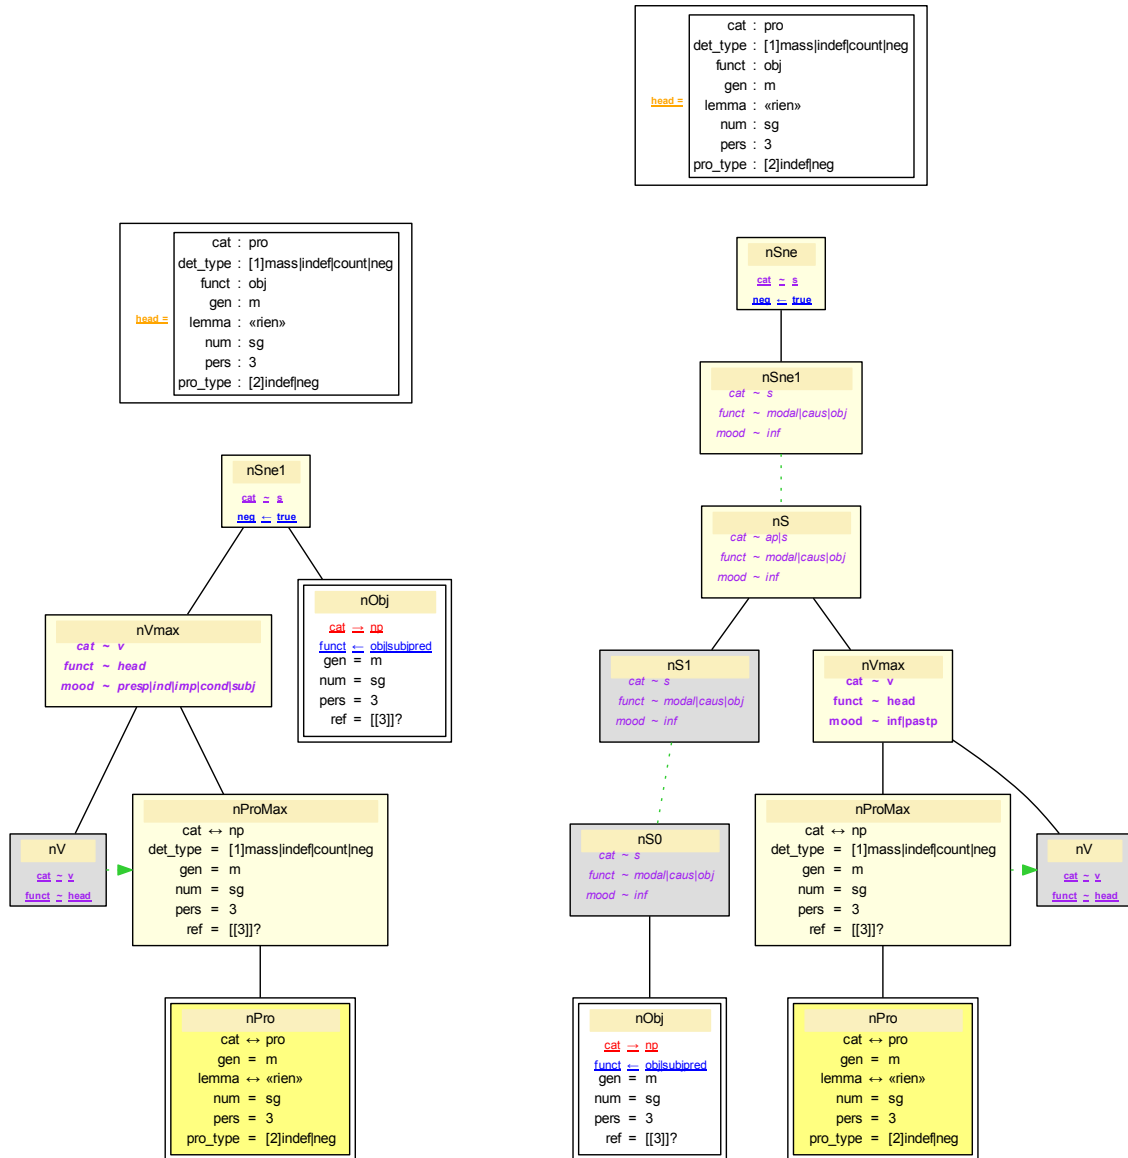 head =
cat : pro
det_type : [1]mass|indef|count|neg
funct : obj
gen : m
lemma : «rien»
num : sg
pers : 3
pro_type : [2]indef|neg
nSne1
cat ~ s
neg ← true
nVmax
cat ~ v
funct ~ head
mood ~ presp|ind|imp|cond|subj
nObj
cat → np
funct ← obj|subj|pred
gen = m
num = sg
pers = 3
ref = [[3]]?
nV
cat ~ v
funct ~ head
nProMax
cat ↔ np
det_type = [1]mass|indef|count|neg
gen = m
num = sg
pers = 3
ref = [[3]]?
nPro
cat ↔ pro
gen = m
lemma ↔ «rien»
num = sg
pers = 3
pro_type = [2]indef|neg
head =
cat : pro
det_type : [1]mass|indef|count|neg
funct : obj
gen : m
lemma : «rien»
num : sg
pers : 3
pro_type : [2]indef|neg
nSne
cat ~ s
neg ← true
nSne1
cat ~ s
funct ~ modal|caus|obj
mood ~ inf
nS
cat ~ ap|s
funct ~ modal|caus|obj
mood ~ inf
nS1
cat ~ s
funct ~ modal|caus|obj
mood ~ inf
nVmax
cat ~ v
funct ~ head
mood ~ inf|pastp
nS0
cat ~ s
funct ~ modal|caus|obj
mood ~ inf
nProMax
cat ↔ np
det_type = [1]mass|indef|count|neg
gen = m
num = sg
pers = 3
ref = [[3]]?
nV
cat ~ v
funct ~ head
nObj
cat → np
funct ← obj|subj|pred
gen = m
num = sg
pers = 3
ref = [[3]]?
nPro
cat ↔ pro
gen = m
lemma ↔ «rien»
num = sg
pers = 3
pro_type = [2]indef|neg